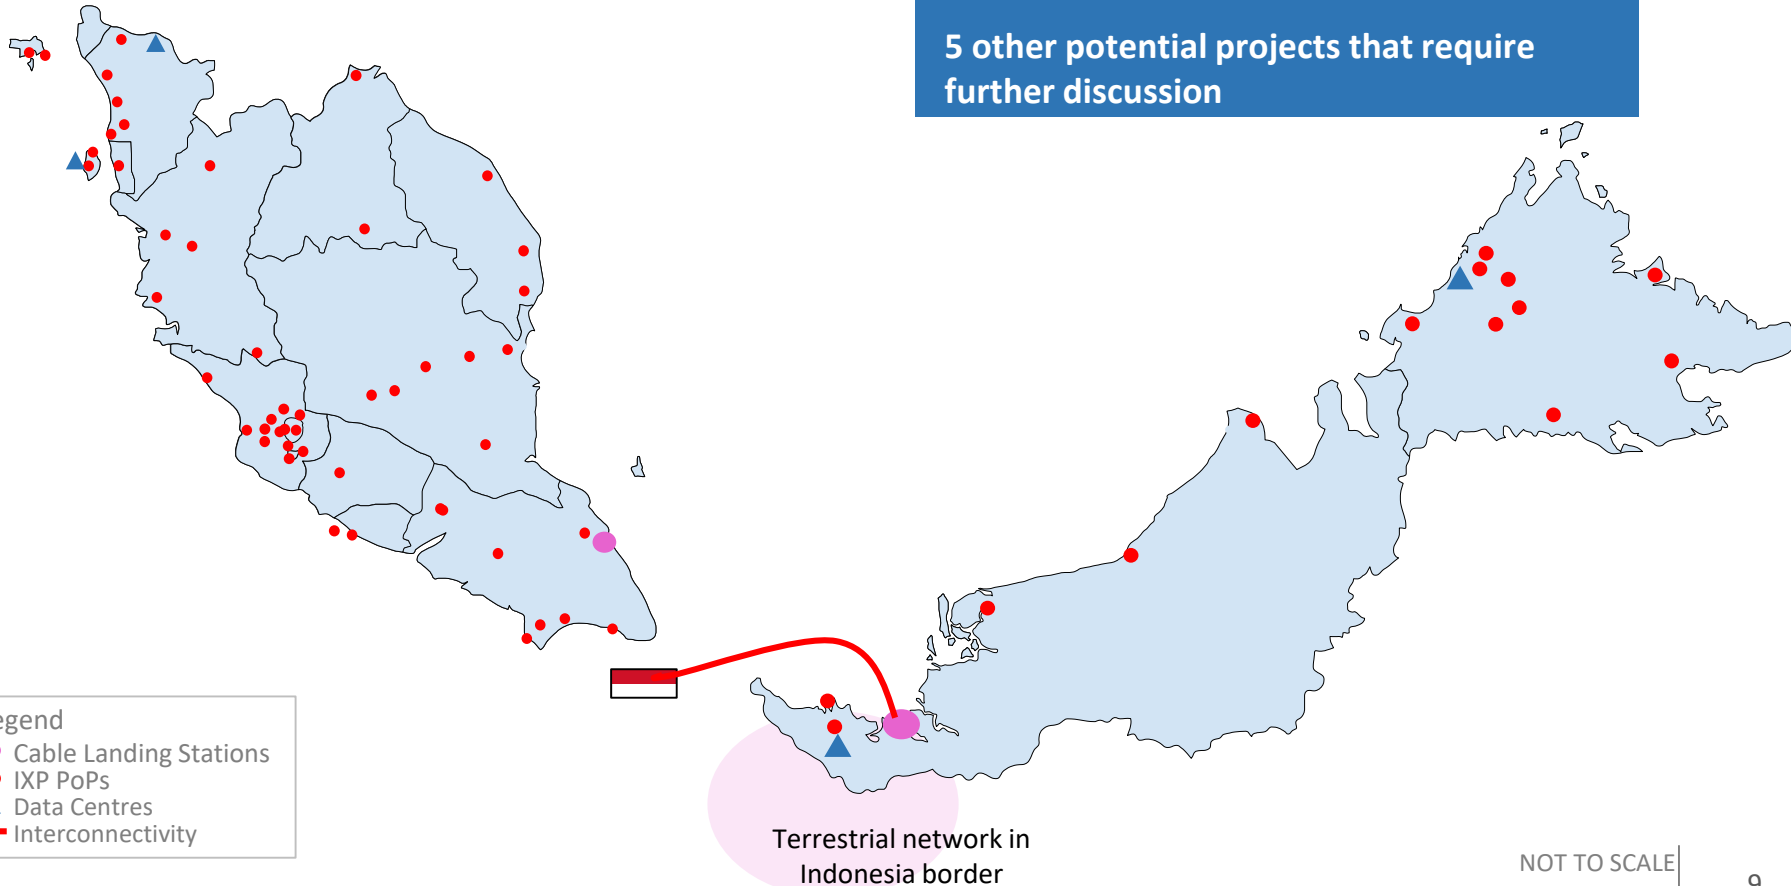 5 other potential projects that require
further discussion
egend
Cable Landing Stations
IXP PoPs
Data Centres
Interconnectivity
Terrestrial network in
Indonesia border
NOT TO SCALE
9